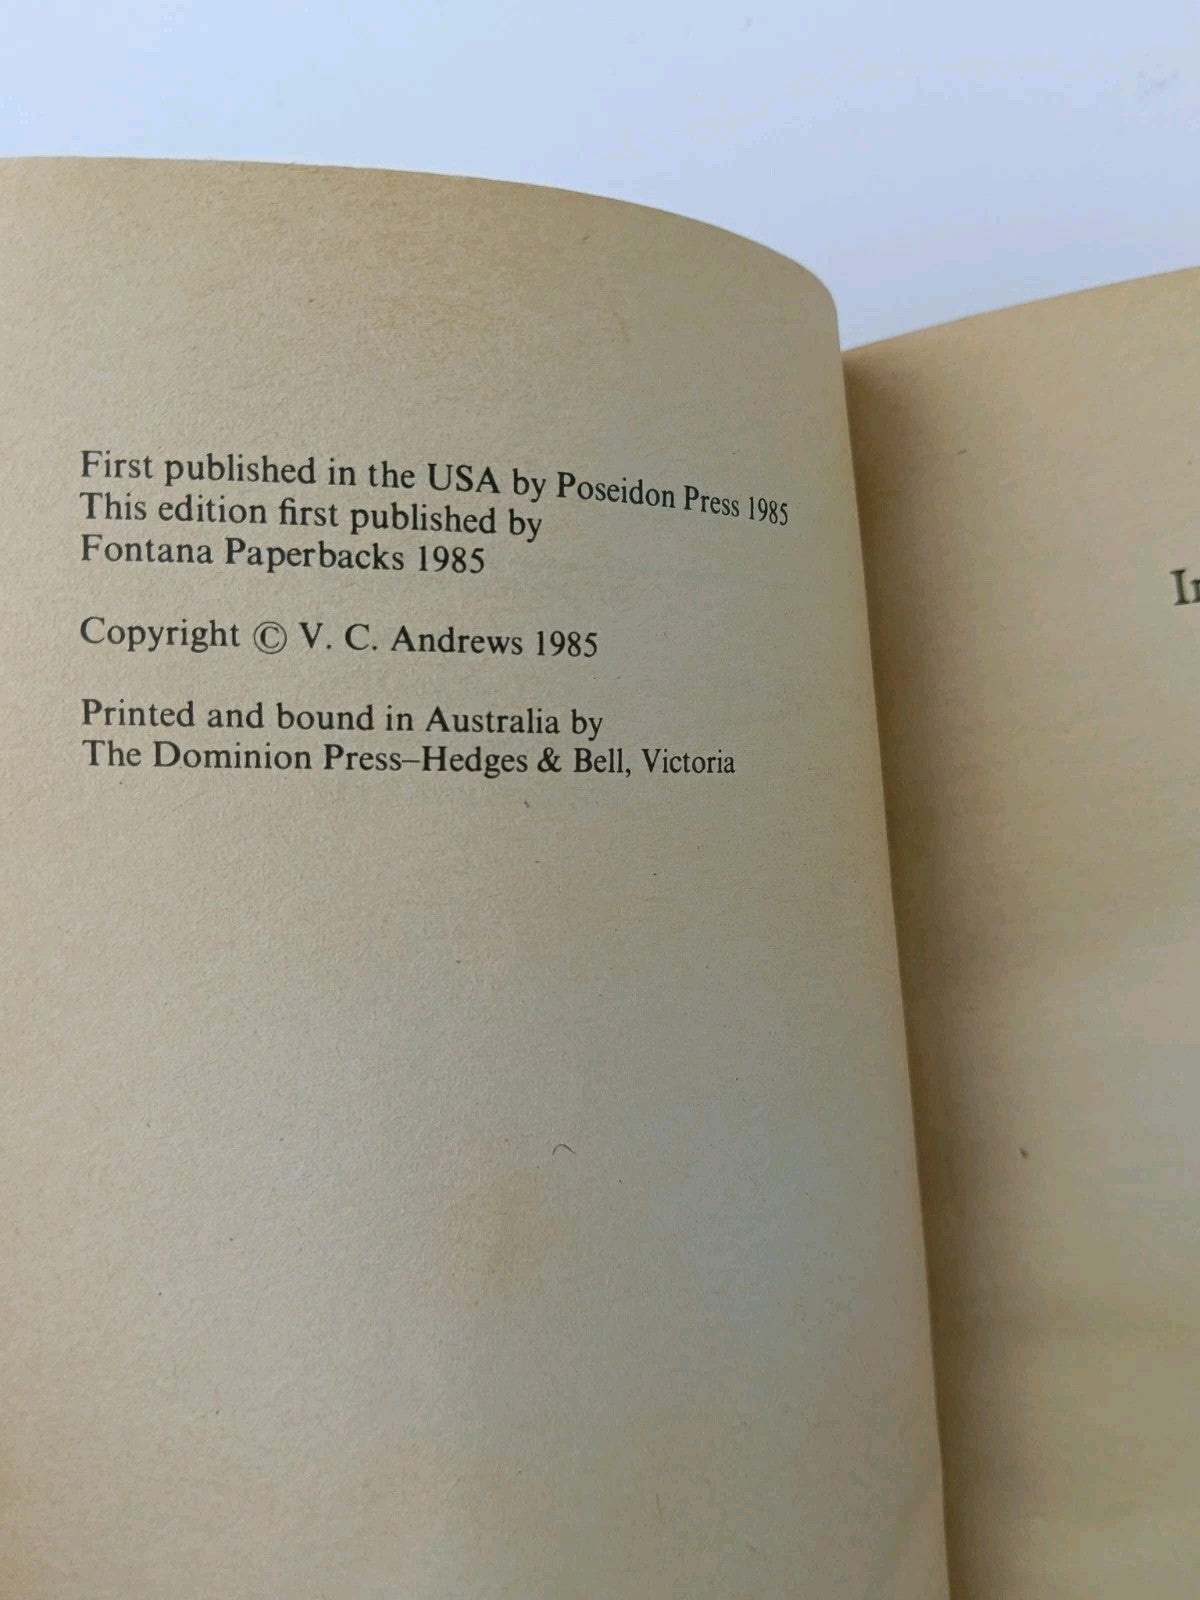 First published in the USA by Poseidon Press 1985
This edition first published by
Fontana Paperbacks 1985
Copyright © V. C. Andrews 1985
Printed and bound in Australia by
The Dominion Press–Hedges & Bell, Victoria